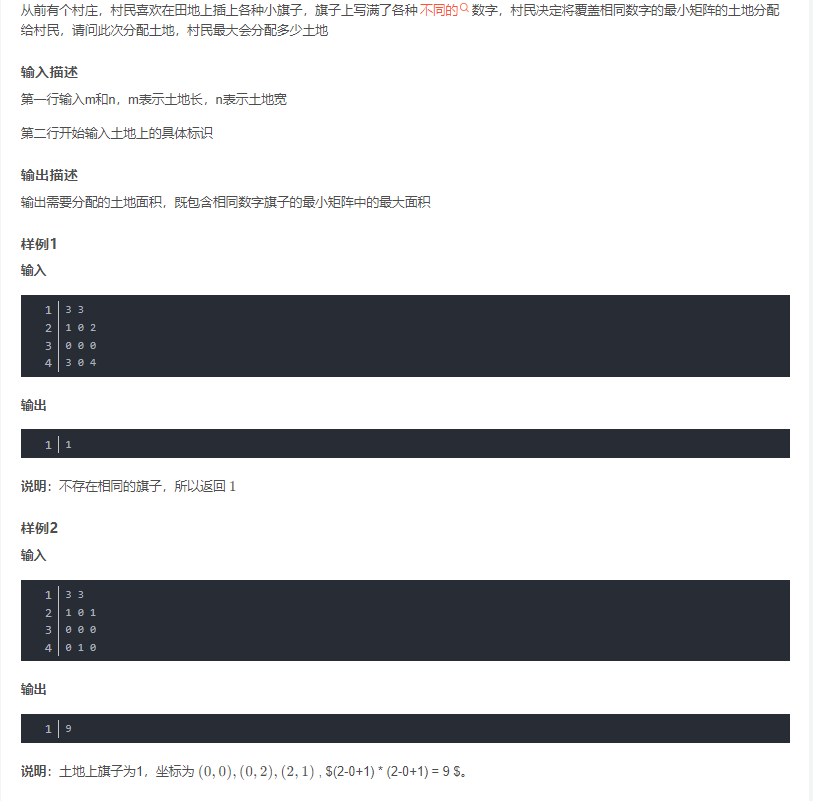 从前有个村庄，村民喜欢在田地上插上各种小旗子，旗子上写满了各种 不同的 数字，村民决定将覆盖相同数字的最小矩阵的土地分配
给村民，请问此次分配土地，村民最大会分配多少土地
输入描述
第一行输入m和n，m表示土地长，n表示土地宽
第二行开始输入土地上的具体标识
输出描述
输出需要分配的土地面积，既包含相同数字旗子的最小矩阵中的最大面积
样例1
输入
1 3 3
2 1 0 2
3 0 0 0
4 3 0 4
输出
1 1
说明：不存在相同的旗子，所以返回 1
样例2
输入
1 3 3
2 1 0 1
3 0 0 0
4 0 1 0
输出
1 9
说明：土地上旗子为1，坐标为 (0, 0), (0, 2), (2, 1) , $(2-0+1) * (2-0+1) = 9 $。